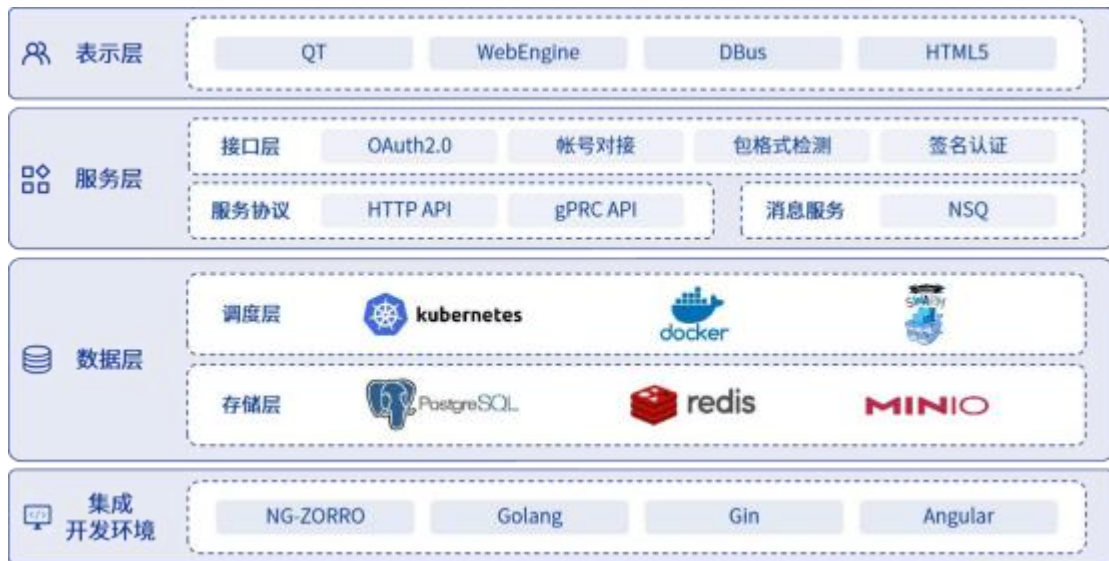 表示层 QT WebEngine DBus HTML5
接口层 OAuth2.0 帐号对接 包格式检测 签名认证
服务层
服务协议 HTTP API gPRC API 消息服务 NSQ
调度层 kubernetes docker SWARM
数据层
存储层 PostgreSQL redis MINIO
集成
开发环境 NG-ZORRO Golang Gin Angular